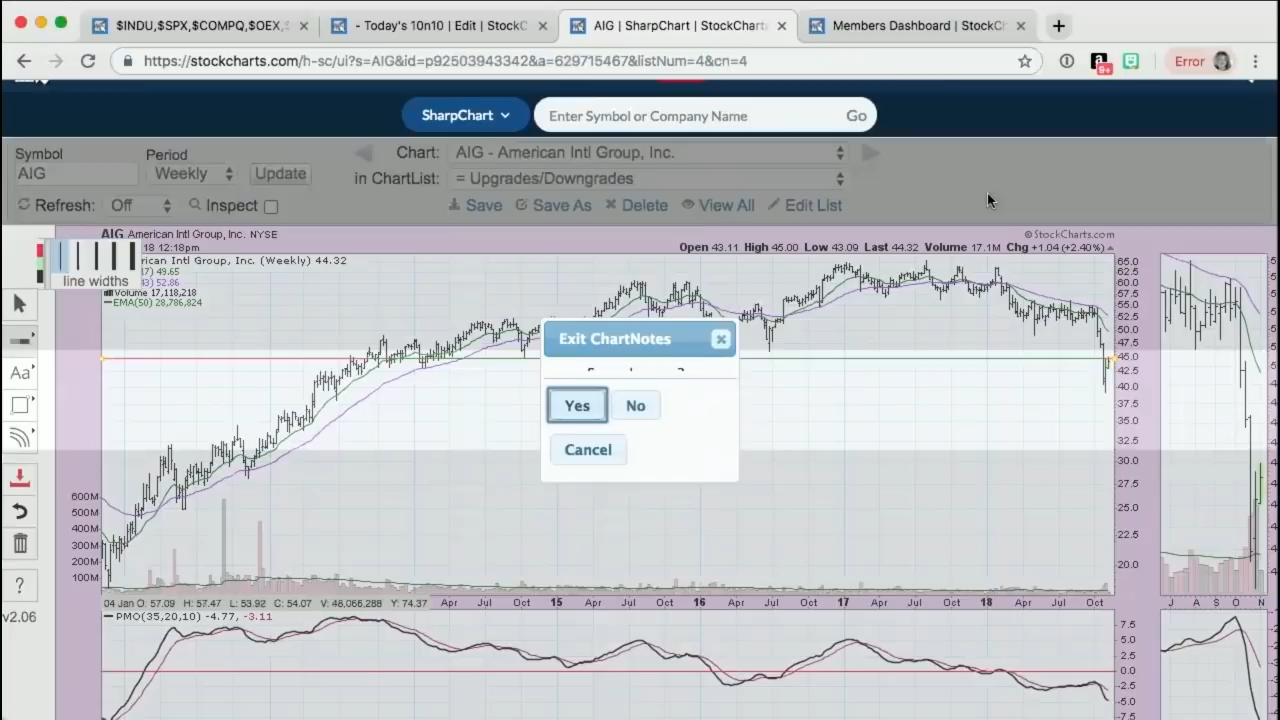 $INDU,$SPX,$COMPQ,$OEX,
- Today's 10n10 | Edit | StockC
AIG | SharpChart | StockCharts
Members Dashboard | StockCh
https://stockcharts.com/h-sc/ui?s=AIG&id=p92503943342&a=629715467&listNum=4&cn=4
9+
Error
SharpChart
Enter Symbol or Company Name
Go
Symbol
Period
Chart:
AIG - American Intl Group, Inc.
AIG
Weekly
Update
in ChartList:
= Upgrades/Downgrades
Refresh:
Off
Inspect
Save
Save As
Delete
View All
Edit List
AIG American Intl Group, Inc. NYSE
© StockCharts.com
18 12:18pm
Open 43.11 High 45.00 Low 43.09 Last 44.32 Volume 17.1M Chg +1.04 (+2.40%)
rican Intl Group, Inc. (Weekly) 44.32
17) 49.65
line widths
3) 52.86
Volume 17,118,218
EMA(50) 28,786,824
65.0
62.5
60.0
57.5
55.0
52.5
50.0
47.5
45.0
42.5
40.0
37.5
35.0
32.5
30.0
27.5
25.0
22.5
20.0
Exit ChartNotes
Yes
No
Cancel
Aa
600M
500M
400M
300M
200M
100M
?
v2.06
04 Jan O: 57.09 H: 57.47 L: 53.92 C: 54.07 V: 46,066,288 Y: 74.37
Apr Jul Oct 15 Apr Jul Oct 16 Apr Jul Oct 17 Apr Jul Oct 18 Apr Jul Oct
J A S O N
PMO(35,20,10) -4.77, -3.11
7.5
5.0
2.5
0.0
-2.5
-5.0
-7.5